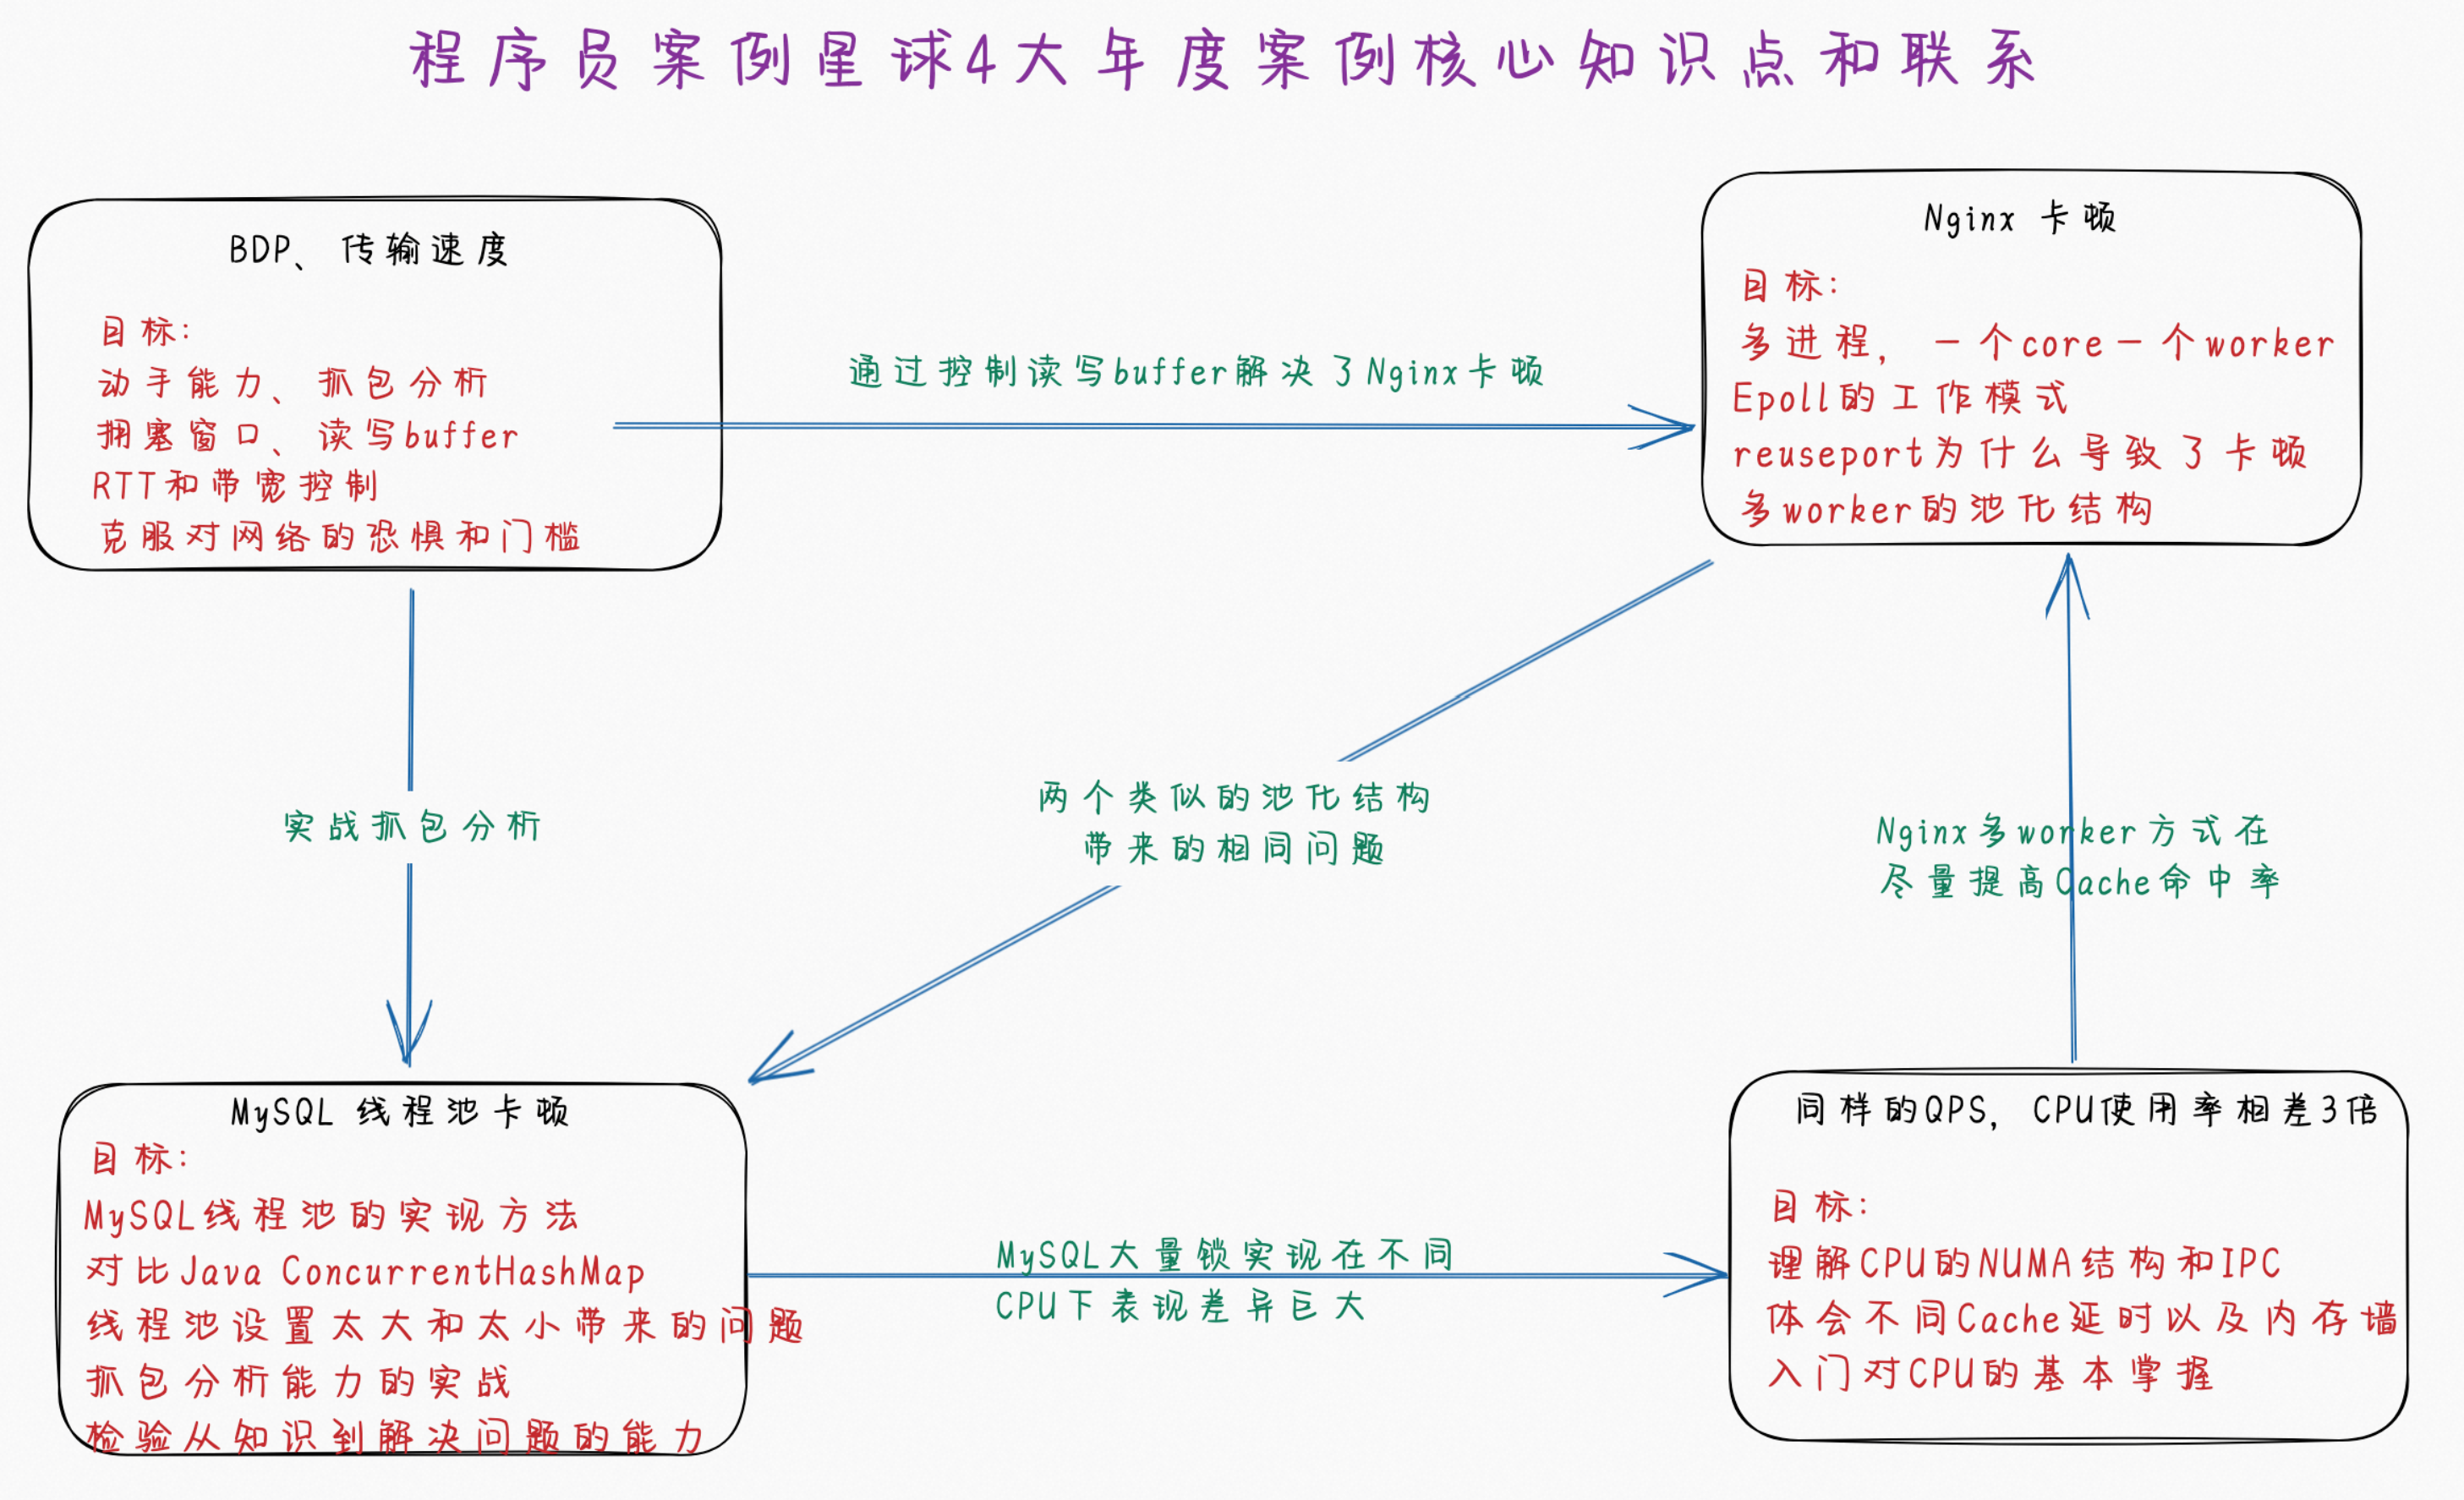 程序员案例星球4大年度案例核心知识点和联系
BDP、传输速度
目标：
动手能力、抓包分析
拥塞窗口、读写buffer
RTT和带宽控制
克服对网络的恐惧和门槛
通过控制读写buffer解决了Nginx卡顿
Nginx 卡顿
目标：
多进程，一个core一个worker
Epoll的工作模式
reuseport为什么导致了卡顿
多worker的池化结构
实战抓包分析
两个类似的池化结构
带来的相同问题
Nginx多worker方式在
尽量提高Cache命中率
MySQL 线程池卡顿
目标：
MySQL线程池的实现方法
对比Java ConcurrentHashMap
线程池设置太大和太小带来的问题
抓包分析能力的实战
检验从知识到解决问题的能力
MySQL大量锁实现在不同
CPU下表现差异巨大
同样的QPS，CPU使用率相差3倍
目标：
理解CPU的NUMA结构和IPC
体会不同Cache延时以及内存墙
入门对CPU的基本掌握